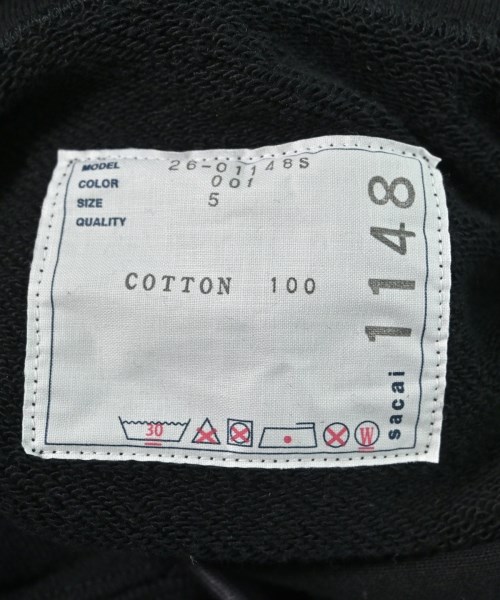 MODEL 26-01148S
COLOR 001
SIZE 5
QUALITY
COTTON 100
30
W
sacai 1148